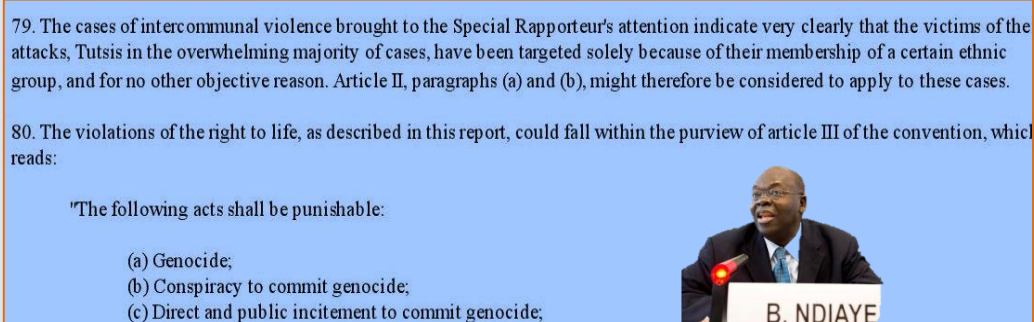 79. The cases of intercommunal violence brought to the Special Rapporteur's attention indicate very clearly that the victims of the
attacks, Tutsis in the overwhelming majority of cases, have been targeted solely because of their membership of a certain ethnic
group, and for no other objective reason. Article II, paragraphs (a) and (b), might therefore be considered to apply to these cases.
80. The violations of the right to life, as described in this report, could fall within the purview of article III of the convention, which
reads:
"The following acts shall be punishable:
(a) Genocide;
(b) Conspiracy to commit genocide;
(c) Direct and public incitement to commit genocide;
B. NDIAYE